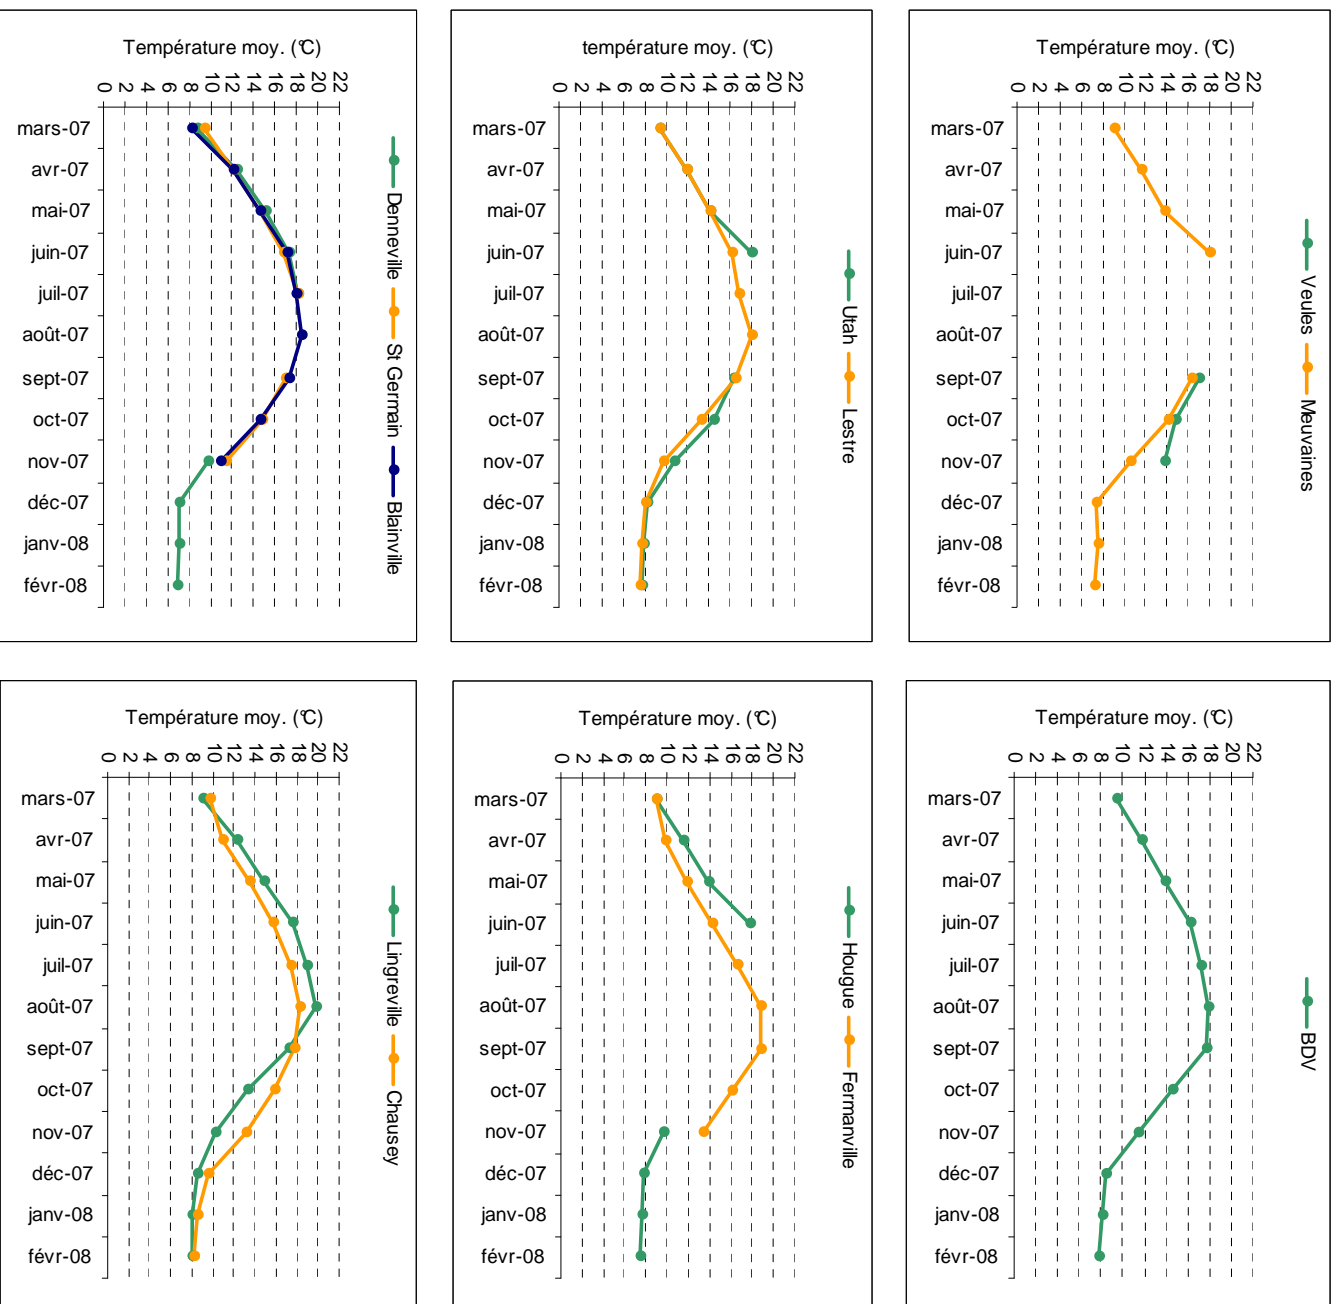 Température moy. (°C)
0 2 4 6 8 10 12 14 16 18 20 22
mars-07
avr-07
mai-07
juin-07
juil-07
août-07
sept-07
oct-07
nov-07
déc-07
janv-08
févr-08
Denneville St Germain Blainville
température moy. (°C)
0 2 4 6 8 10 12 14 16 18 20 22
mars-07
avr-07
mai-07
juin-07
juil-07
août-07
sept-07
oct-07
nov-07
déc-07
janv-08
févr-08
Utah Lestre
Température moy. (°C)
0 2 4 6 8 10 12 14 16 18 20 22
mars-07
avr-07
mai-07
juin-07
juil-07
août-07
sept-07
oct-07
nov-07
déc-07
janv-08
févr-08
Veules Meuvaines
Température moy. (°C)
0 2 4 6 8 10 12 14 16 18 20 22
mars-07
avr-07
mai-07
juin-07
juil-07
août-07
sept-07
oct-07
nov-07
déc-07
janv-08
févr-08
Lingreville Chausey
Température moy. (°C)
0 2 4 6 8 10 12 14 16 18 20 22
mars-07
avr-07
mai-07
juin-07
juil-07
août-07
sept-07
oct-07
nov-07
déc-07
janv-08
févr-08
Hougue Fermanville
Température moy. (°C)
0 2 4 6 8 10 12 14 16 18 20 22
mars-07
avr-07
mai-07
juin-07
juil-07
août-07
sept-07
oct-07
nov-07
déc-07
janv-08
févr-08
BDV